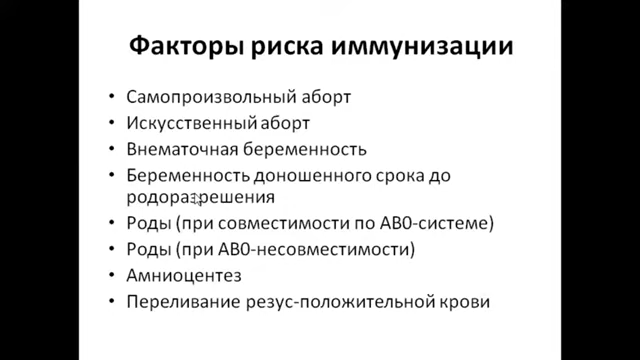 Факторы риска иммунизации
• Самопроизвольный аборт
• Искусственный аборт
• Внематочная беременность
• Беременность доношенного срока до
родоразрешения
• Роды (при совместимости по АВ0-системе)
• Роды (при АВ0-несовместимости)
• Амниоцентез
• Переливание резус-положительной крови